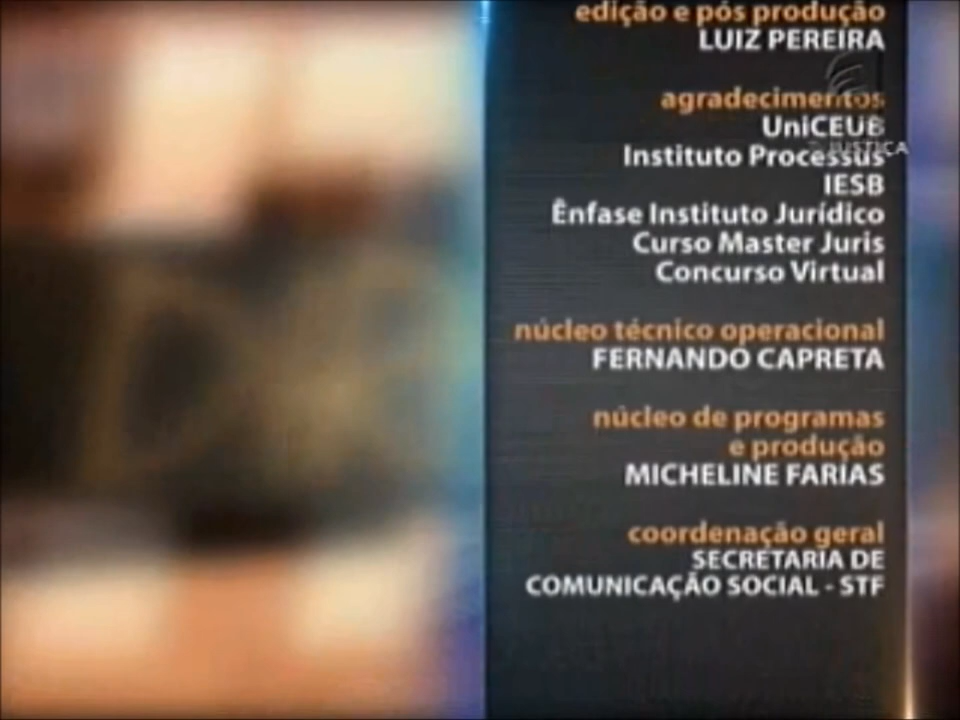 edição e pós produção
LUIZ PEREIRA
agradecimentos
UniCEUB
JUSTIÇA
Instituto Processus
IESB
Ênfase Instituto Jurídico
Curso Master Juris
Concurso Virtual
núcleo técnico operacional
FERNANDO CAPRETA
núcleo de programas
e produção
MICHELINE FARIAS
coordenação geral
SECRETARIA DE
COMUNICAÇÃO SOCIAL - STF